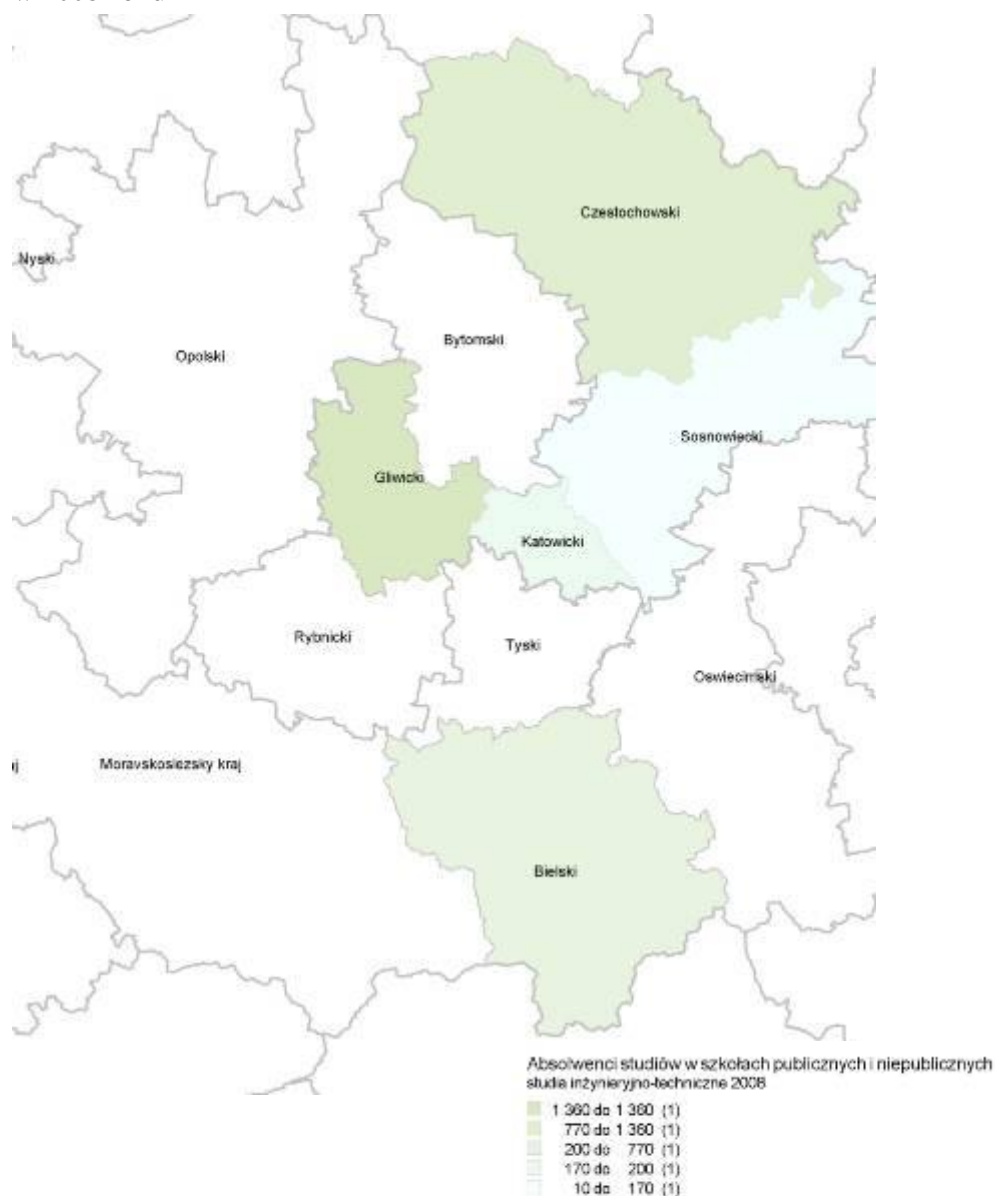 Czestochowski
Nyski
Bytomski
Opolski
Sosnowiecki
Gliwicki
Katowicki
Rybnicki
Tyski
Oswiecimski
Moravskoslezsky kraj
Bielski
Absolwenci studiów w szkołach publicznych i niepublicznych
studia inżynieryjno-techniczne 2008
1 360 do 1 360 (1)
770 do 1 360 (1)
200 do 770 (1)
170 do 200 (1)
10 do 170 (1)